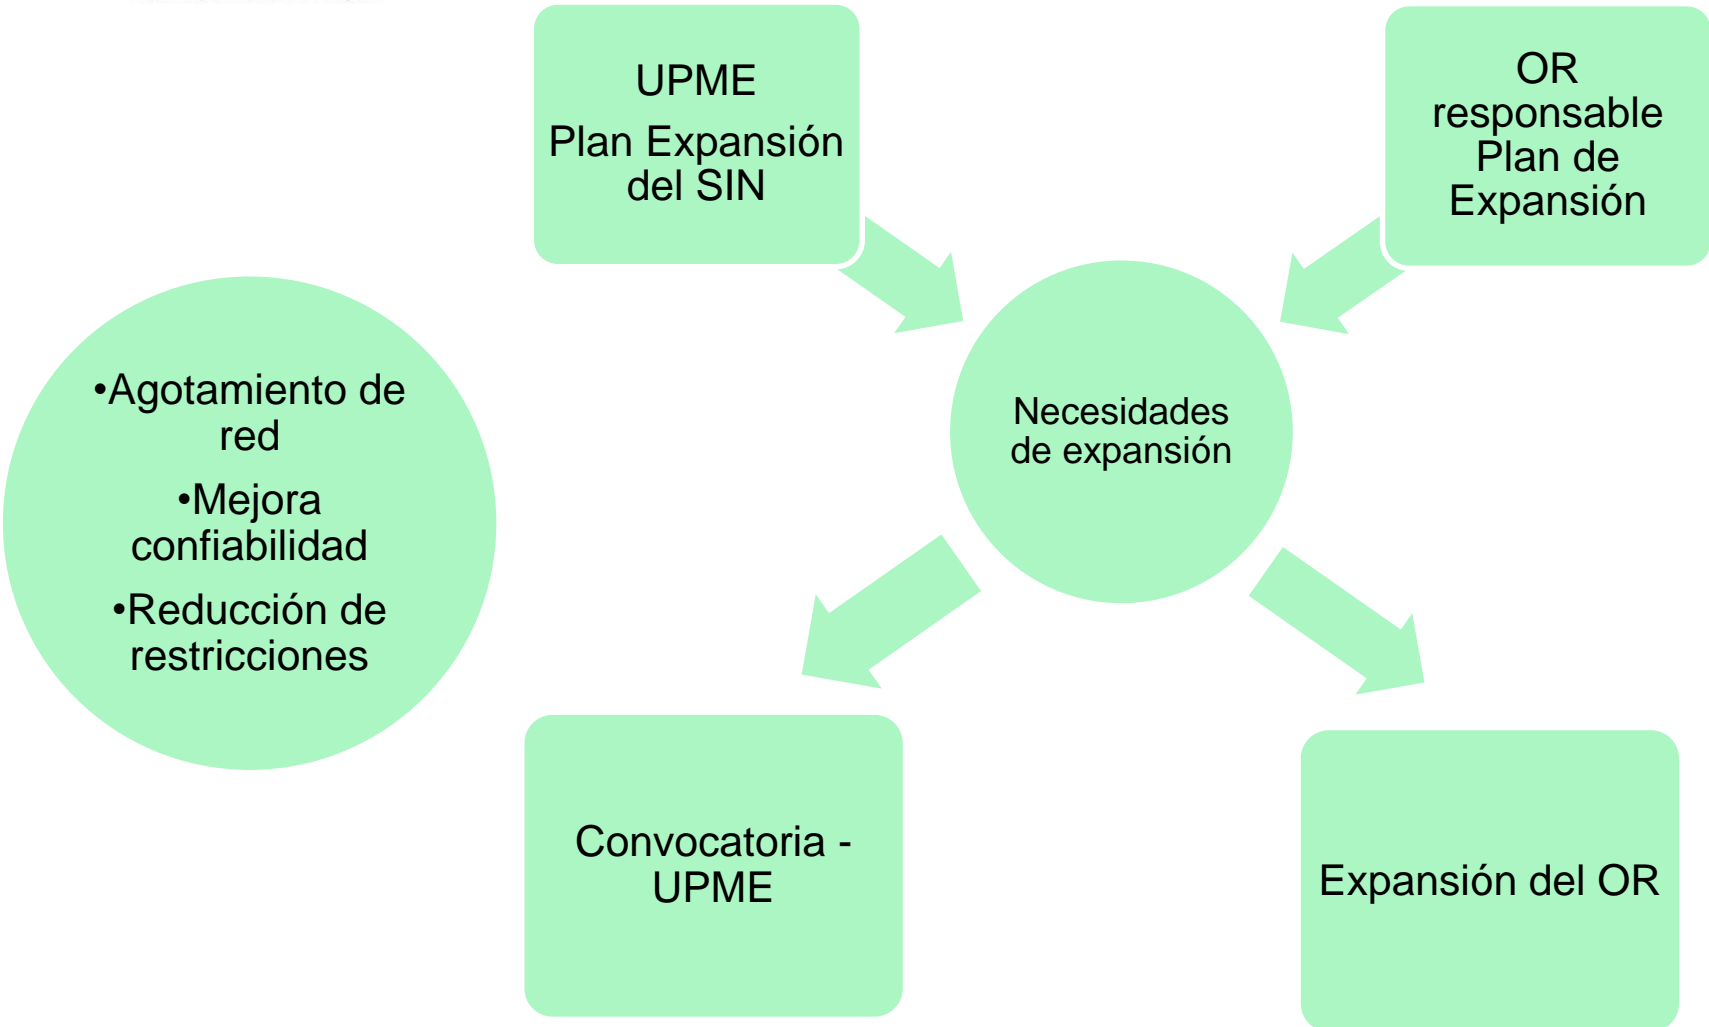 UPME
Plan Expansión
del SIN
OR
responsable
Plan de
Expansión
•Agotamiento de
red
•Mejora
confiabilidad
•Reducción de
restricciones
Necesidades
de expansión
Convocatoria -
UPME
Expansión del OR